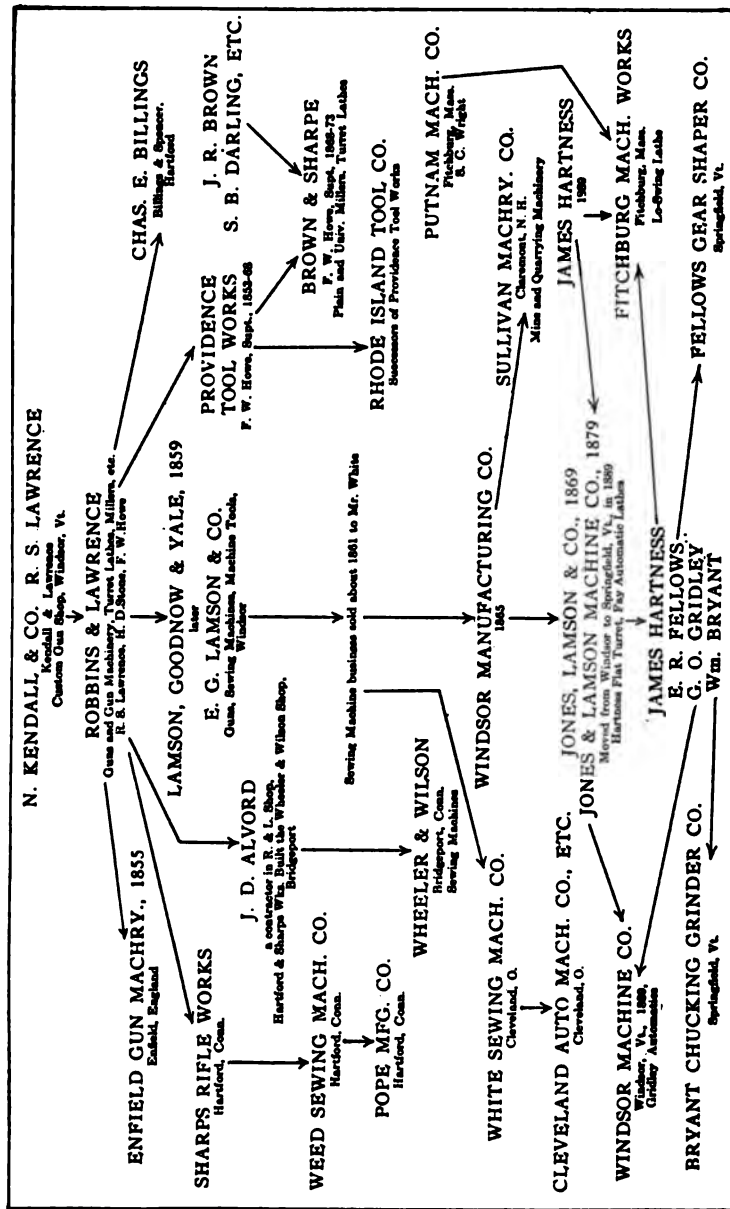 N. KENDALL & CO. R. S. LAWRENCE
Kendall & Lawrence
Custom Gun Shop, Windsor, Vt.
ROBBINS & LAWRENCE
Guns and Gun Machinery, Turret Lathes, Millers, etc.
R. S. Lawrence, H. D. Stone, F. W. Howe
ENFIELD GUN MACHRY., 1855
Enfield, England
CHAS. E. BILLINGS
Billings & Spencer,
Hartford
SHARPS RIFLE WORKS
Hartford, Conn.
J. D. ALVORD
a contractor in R. & L. Shop,
Hartford & Sharps Wks. Built the Wheeler & Wilson Shop,
Bridgeport
LAMSON, GOODNOW & YALE, 1859
later
E. G. LAMSON & CO.
Guns, Sewing Machines, Machine Tools,
Windsor
PROVIDENCE
TOOL WORKS
F. W. Howe, Supt., 1853-68
J. R. BROWN
S. B. DARLING, ETC.
BROWN & SHARPE
F. W. Howe, Supt. 1868-73
Plain and Univ. Millers, Turret Lathes
WEED SEWING MACH. CO.
Hartford, Conn.
POPE MFG. CO.
Hartford, Conn.
WHEELER & WILSON
Bridgeport, Conn.
Sewing Machines
Sewing Machine business sold about 1861 to Mr. White
RHODE ISLAND TOOL CO.
Successors of Providence Tool Works
PUTNAM MACH. CO.
Fitchburg, Mass.
S. C. Wright
WHITE SEWING MACH. CO.
Cleveland, O.
WINDSOR MANUFACTURING CO.
1865
SULLIVAN MACHRY. CO.
Claremont, N. H.
Mine and Quarrying Machinery
CLEVELAND AUTO MACH. CO., ETC.
Cleveland, O.
JONES, LAMSON & CO., 1869
JONES & LAMSON MACHINE CO., 1879
Moved from Windsor to Springfield, Vt., in 1889
Hartness Flat Turret, Fay Automatic Lathes
JAMES HARTNESS
1889
WINDSOR MACHINE CO.
Windsor, Vt., 1889,
Gridley Automatics
JAMES HARTNESS
E. R. FELLOWS
G. O. GRIDLEY
Wm. BRYANT
FITCHBURG MACH. WORKS
Fitchburg, Mass.
Lo-Swing Lathe
BRYANT CHUCKING GRINDER CO.
Springfield, Vt.
FELLOWS GEAR SHAPER CO.
Springfield, Vt.